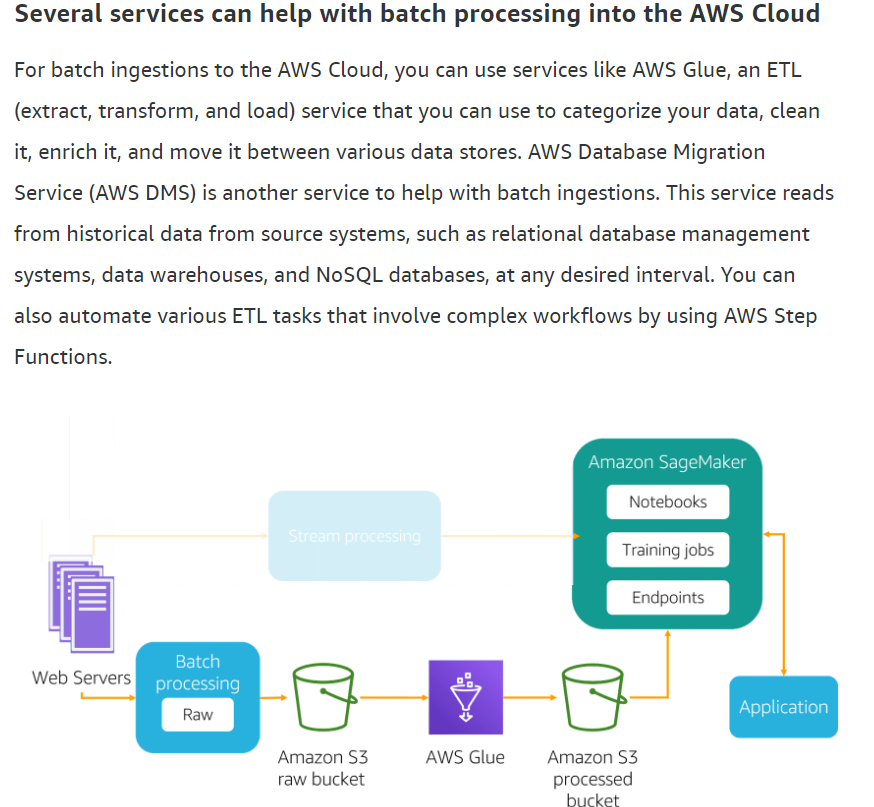 Several services can help with batch processing into the AWS Cloud
For batch ingestions to the AWS Cloud, you can use services like AWS Glue, an ETL
(extract, transform, and load) service that you can use to categorize your data, clean
it, enrich it, and move it between various data stores. AWS Database Migration
Service (AWS DMS) is another service to help with batch ingestions. This service reads
from historical data from source systems, such as relational database management
systems, data warehouses, and NoSQL databases, at any desired interval. You can
also automate various ETL tasks that involve complex workflows by using AWS Step
Functions.
Amazon SageMaker
Notebooks
Stream processing
Training jobs
Endpoints
Web Servers
Batch
processing
Raw
Application
Amazon S3
raw bucket
AWS Glue
Amazon S3
processed
bucket